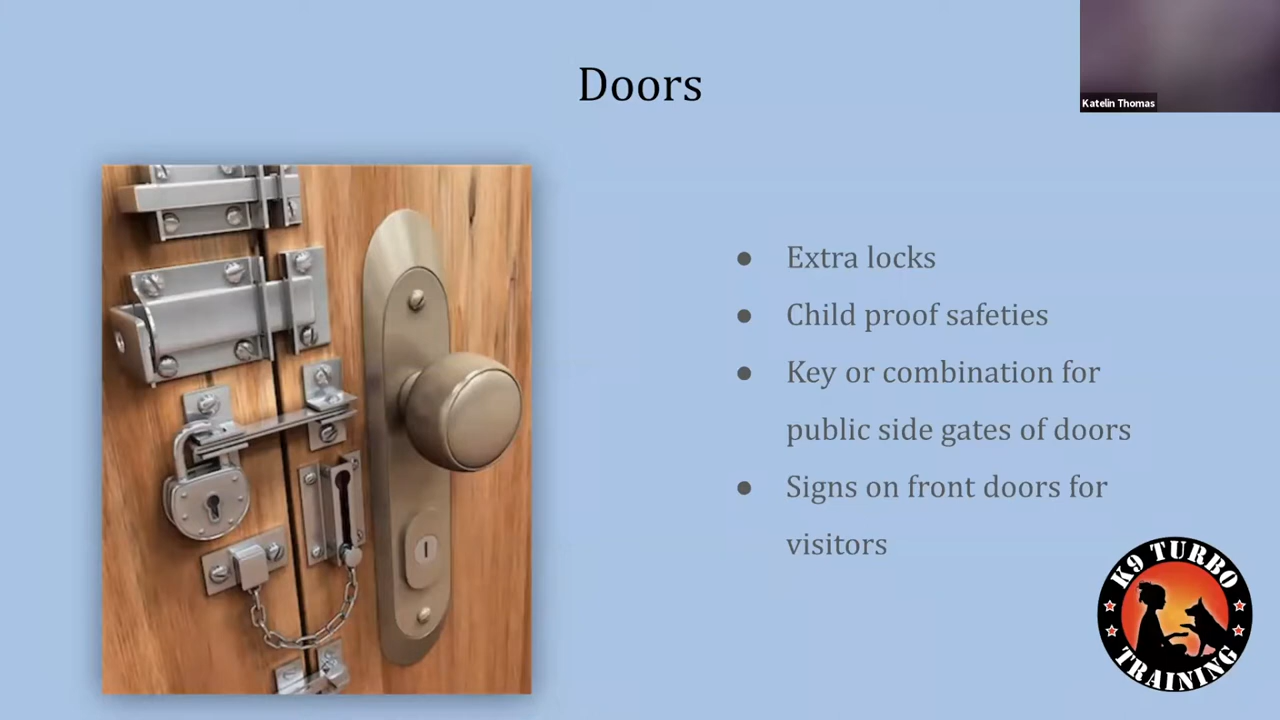 Doors
Katelin Thomas
● Extra locks
● Child proof safeties
● Key or combination for
public side gates of doors
● Signs on front doors for
visitors
K9 TURBO
TRAINING